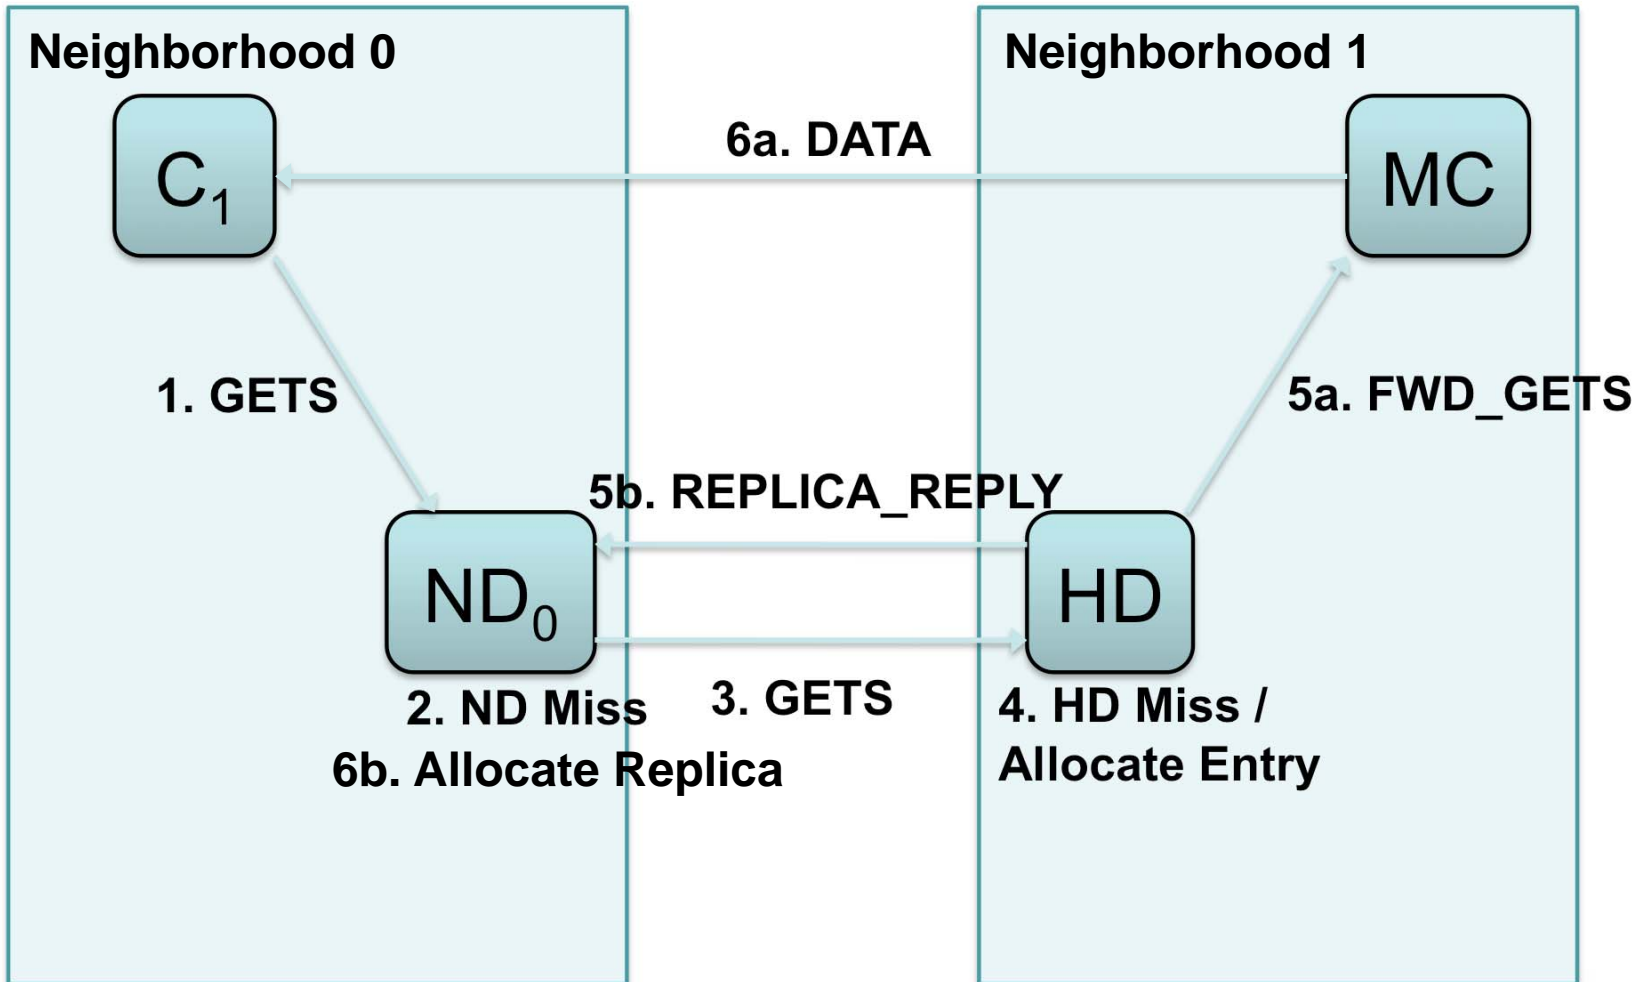 Neighborhood 0
Neighborhood 1
C₁
6a. DATA
MC
1. GETS
5a. FWD_GETS
5b. REPLICA_REPLY
ND₀
HD
2. ND Miss
3. GETS
4. HD Miss /
6b. Allocate Replica
Allocate Entry